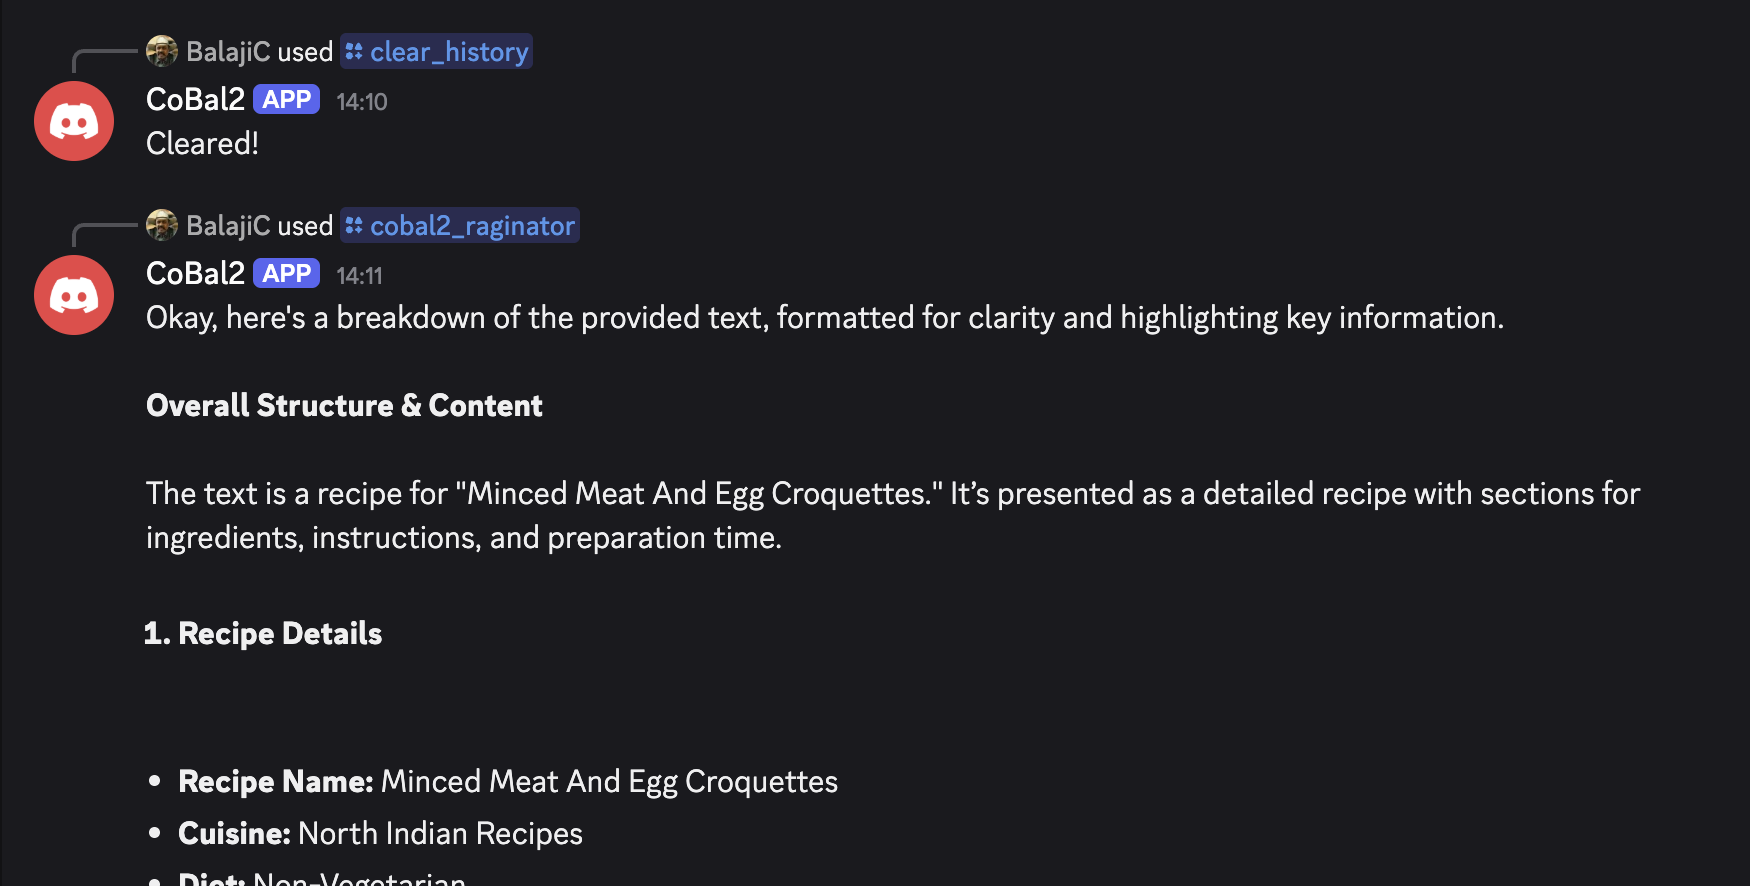 BalajiC used clear_history
CoBal2 APP 14:10
Cleared!
BalajiC used cobal2_raginator
CoBal2 APP 14:11
Okay, here's a breakdown of the provided text, formatted for clarity and highlighting key information.
Overall Structure & Content
The text is a recipe for "Minced Meat And Egg Croquettes." It’s presented as a detailed recipe with sections for
ingredients, instructions, and preparation time.
1. Recipe Details
• Recipe Name: Minced Meat And Egg Croquettes
• Cuisine: North Indian Recipes
• Diet: Non-Vegetarian